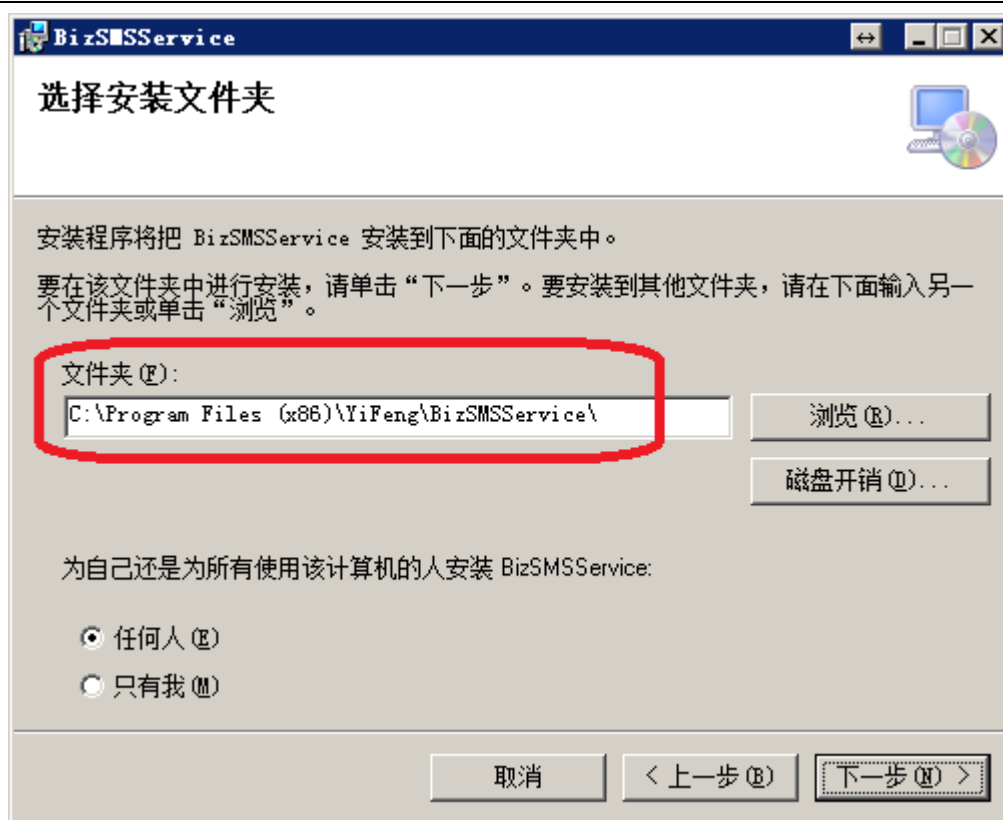 BizSMSService
选择安装文件夹
安装程序将把 BizSMSService 安装到下面的文件夹中。
要在该文件夹中进行安装，请单击“下一步”。要安装到其他文件夹，请在下面输入另一
个文件夹或单击“浏览”。
文件夹(F):
C:\Program Files (x86)\YiFeng\BizSMSService\
浏览(R)...
磁盘开销(D)...
为自己还是为所有使用该计算机的人安装 BizSMSService:
任何人(E)
只有我(M)
取消
< 上一步(B)
下一步(N) >